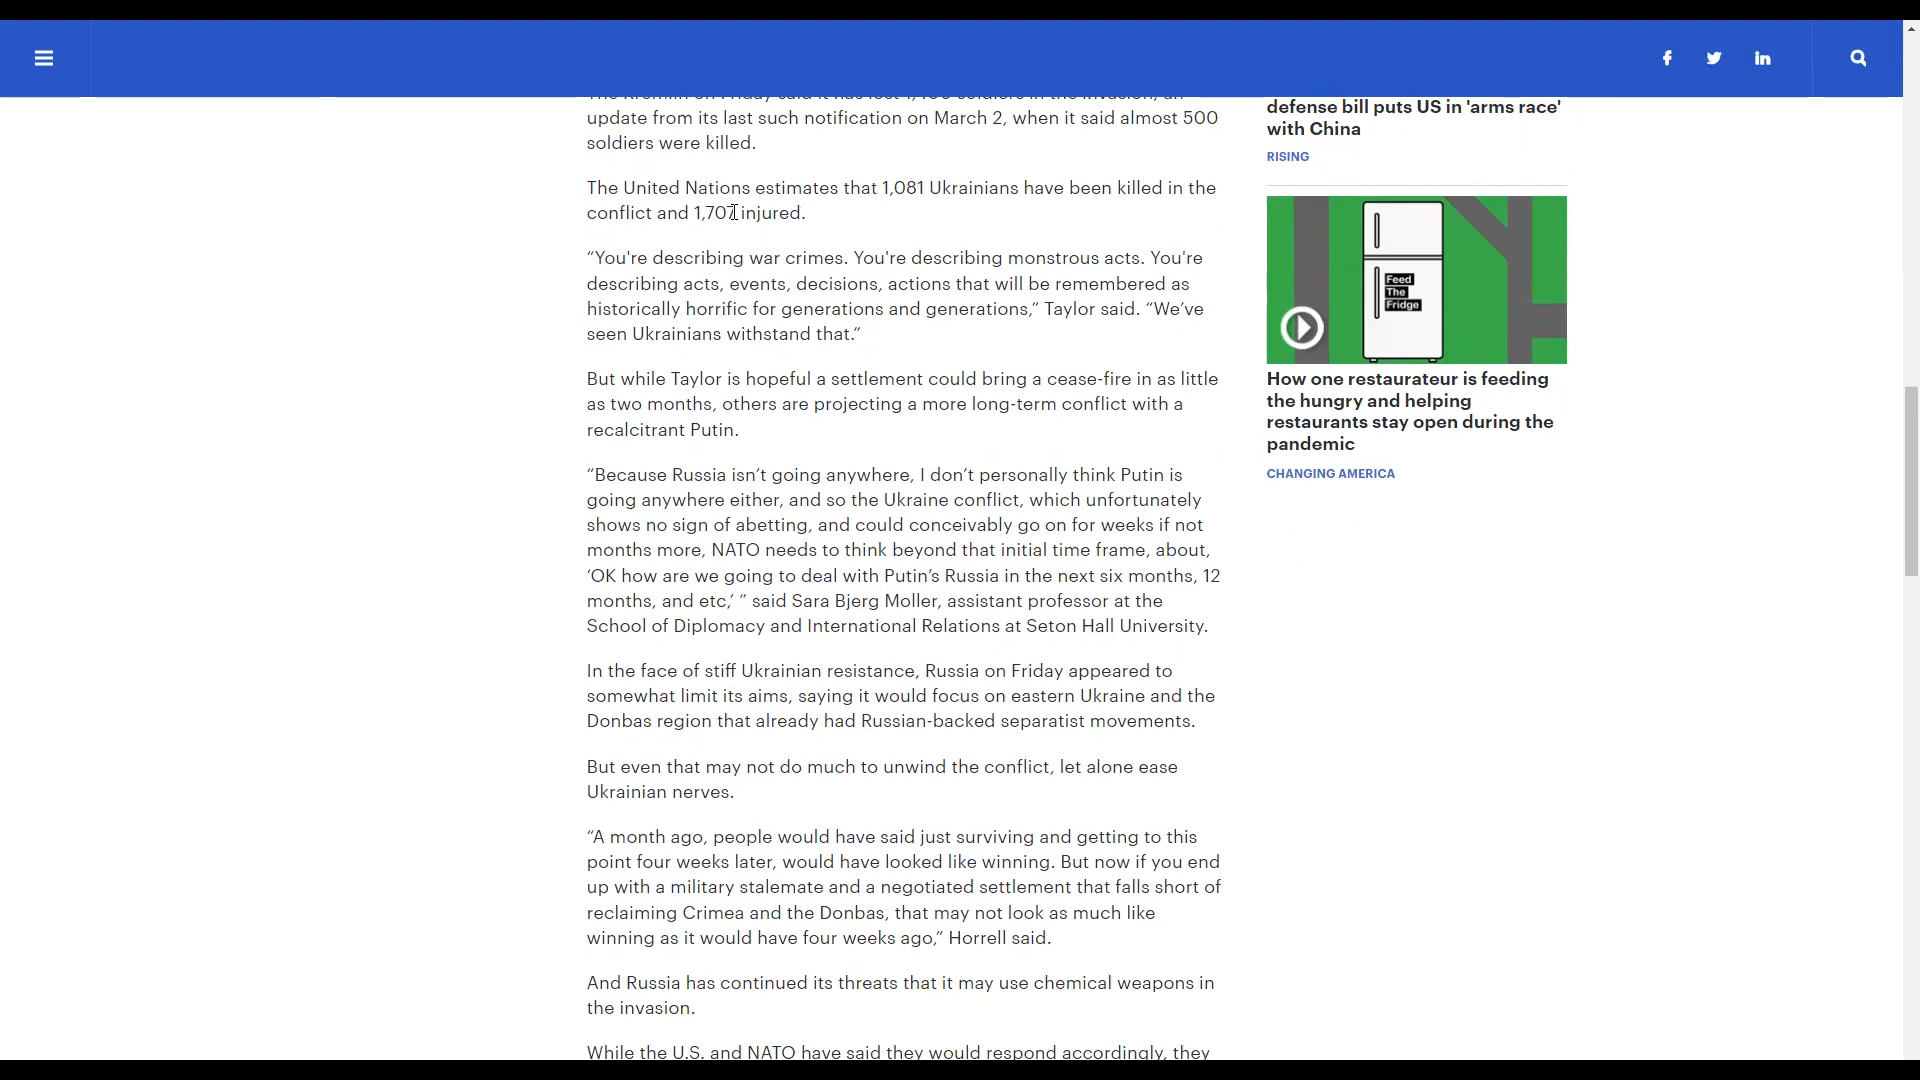 update from its last such notification on March 2, when it said almost 500
soldiers were killed.
The United Nations estimates that 1,081 Ukrainians have been killed in the
conflict and 1,707 injured.
“You're describing war crimes. You're describing monstrous acts. You're
describing acts, events, decisions, actions that will be remembered as
historically horrific for generations and generations,” Taylor said. “We’ve
seen Ukrainians withstand that.”
But while Taylor is hopeful a settlement could bring a cease-fire in as little
as two months, others are projecting a more long-term conflict with a
recalcitrant Putin.
“Because Russia isn’t going anywhere, I don’t personally think Putin is
going anywhere either, and so the Ukraine conflict, which unfortunately
shows no sign of abetting, and could conceivably go on for weeks if not
months more, NATO needs to think beyond that initial time frame, about,
‘OK how are we going to deal with Putin’s Russia in the next six months, 12
months, and etc,’ ” said Sara Bjerg Moller, assistant professor at the
School of Diplomacy and International Relations at Seton Hall University.
In the face of stiff Ukrainian resistance, Russia on Friday appeared to
somewhat limit its aims, saying it would focus on eastern Ukraine and the
Donbas region that already had Russian-backed separatist movements.
But even that may not do much to unwind the conflict, let alone ease
Ukrainian nerves.
“A month ago, people would have said just surviving and getting to this
point four weeks later, would have looked like winning. But now if you end
up with a military stalemate and a negotiated settlement that falls short of
reclaiming Crimea and the Donbas, that may not look as much like
winning as it would have four weeks ago,” Horrell said.
And Russia has continued its threats that it may use chemical weapons in
the invasion.
While the U.S. and NATO have said they would respond accordingly, they
defense bill puts US in 'arms race'
with China
RISING
Feed
The
Fridge
How one restaurateur is feeding
the hungry and helping
restaurants stay open during the
pandemic
CHANGING AMERICA